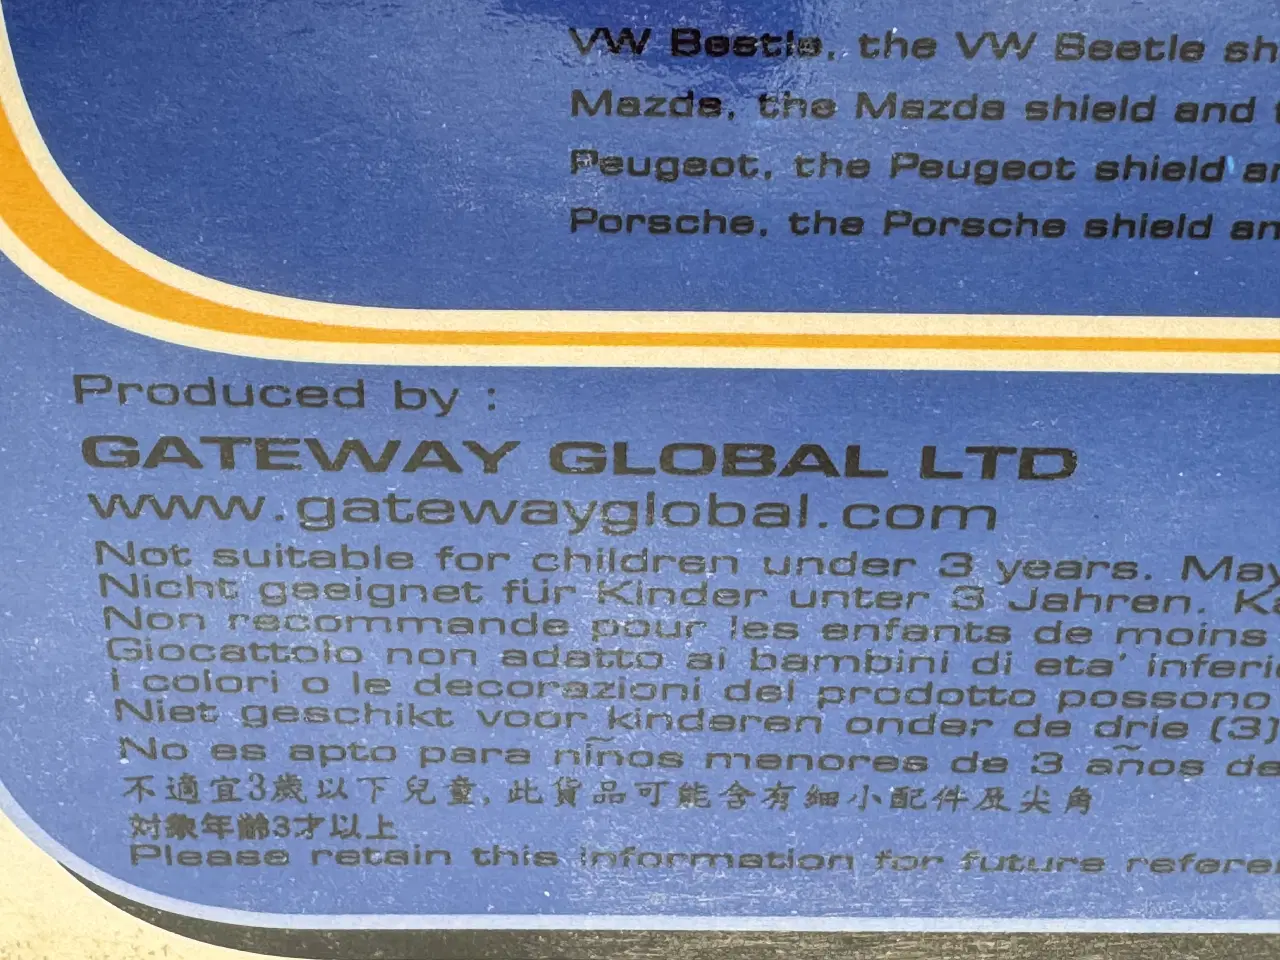 VW Beetle, the VW Beetle sh
Mazda, the Mazda shield and
Peugeot, the Peugeot shield an
Porsche, the Porsche shield an
Produced by :
GATEWAY GLOBAL LTD
www.gatewayglobal.com
Not suitable for children under 3 years. May
Nicht geeignet für Kinder unter 3 Jahren. Ka
Non recommande pour les enfants de moins
Giocattolo non adatto ai bambini di eta' inferio
i colori o le decorazioni del prodotto possono
Niet geschikt voor kinderen onder de drie (3)
No es apto para niños menores de 3 años de
不適宜3歲以下兒童, 此貨品可能含有細小配件及尖角
対象年齢3才以上
Please retain this information for future referen